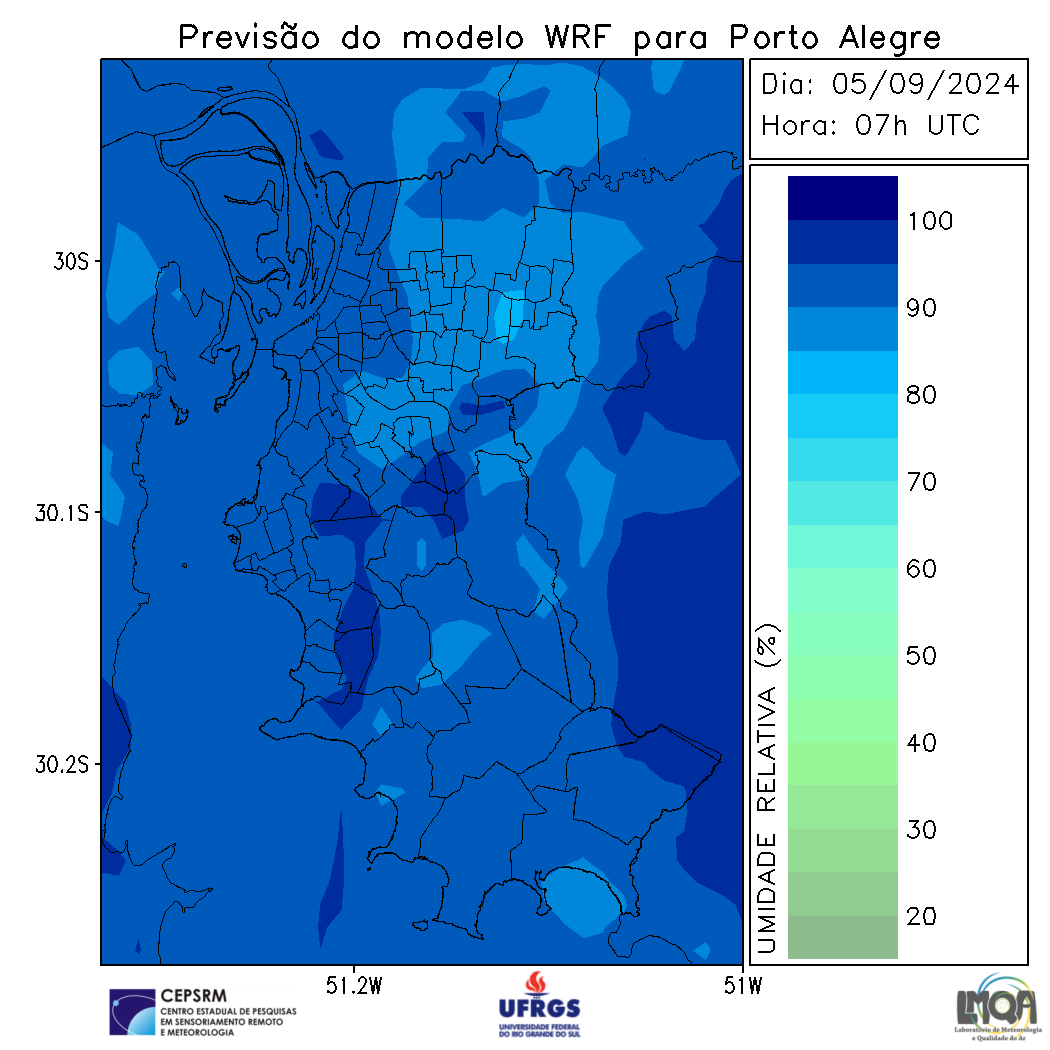 Previsão do modelo WRF para Porto Alegre
Dia: 05/09/2024
Hora: 07h UTC
30S
30.1S
30.2S
51.2W
51W
UMIDADE RELATIVA (%)
100
90
80
70
60
50
40
30
20
CEPSRM
CENTRO ESTADUAL DE PESQUISAS
EM SENSORIAMENTO REMOTO
E METEOROLOGIA
UFRGS
UNIVERSIDADE FEDERAL
DO RIO GRANDE DO SUL
LMQA
Laboratório de Meteorologia
e Qualidade do Ar